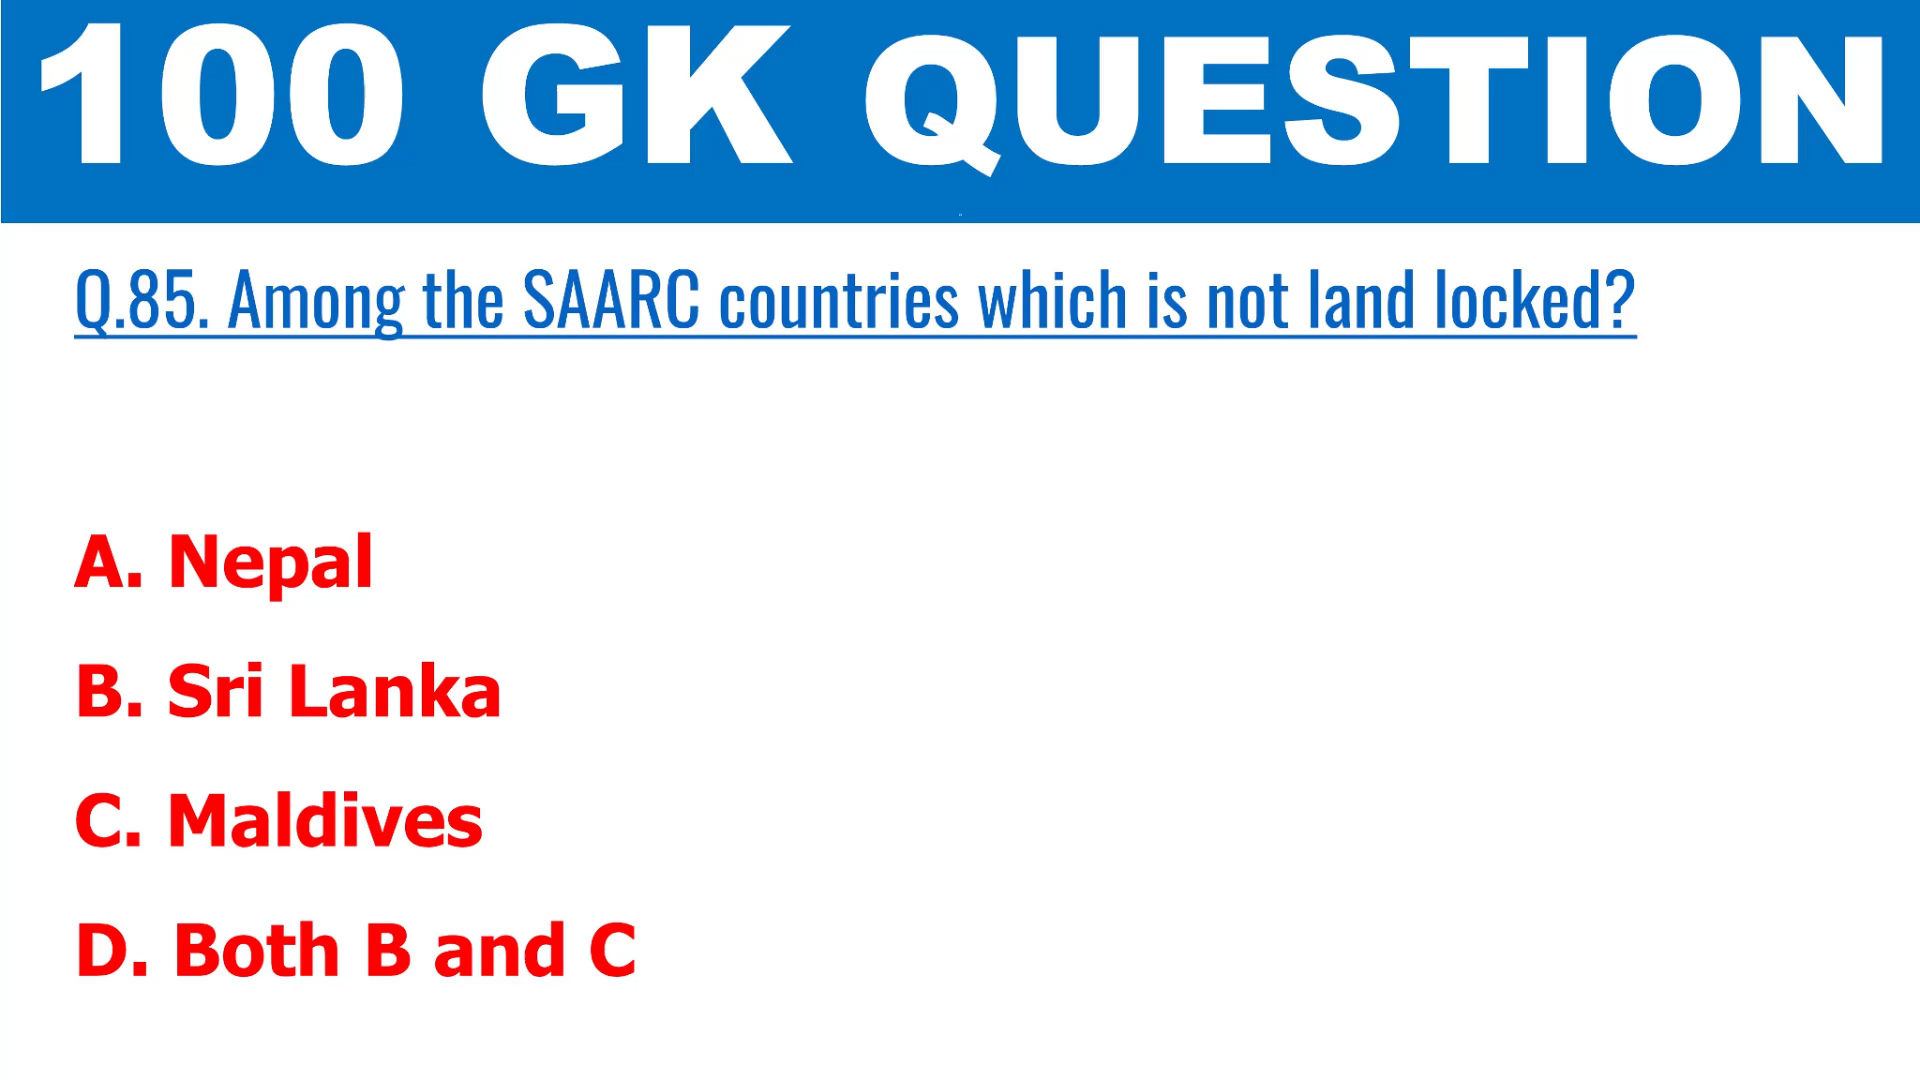 100 GK QUESTION
Q.85. Among the SAARC countries which is not land locked?
A. Nepal
B. Sri Lanka
C. Maldives
D. Both B and C